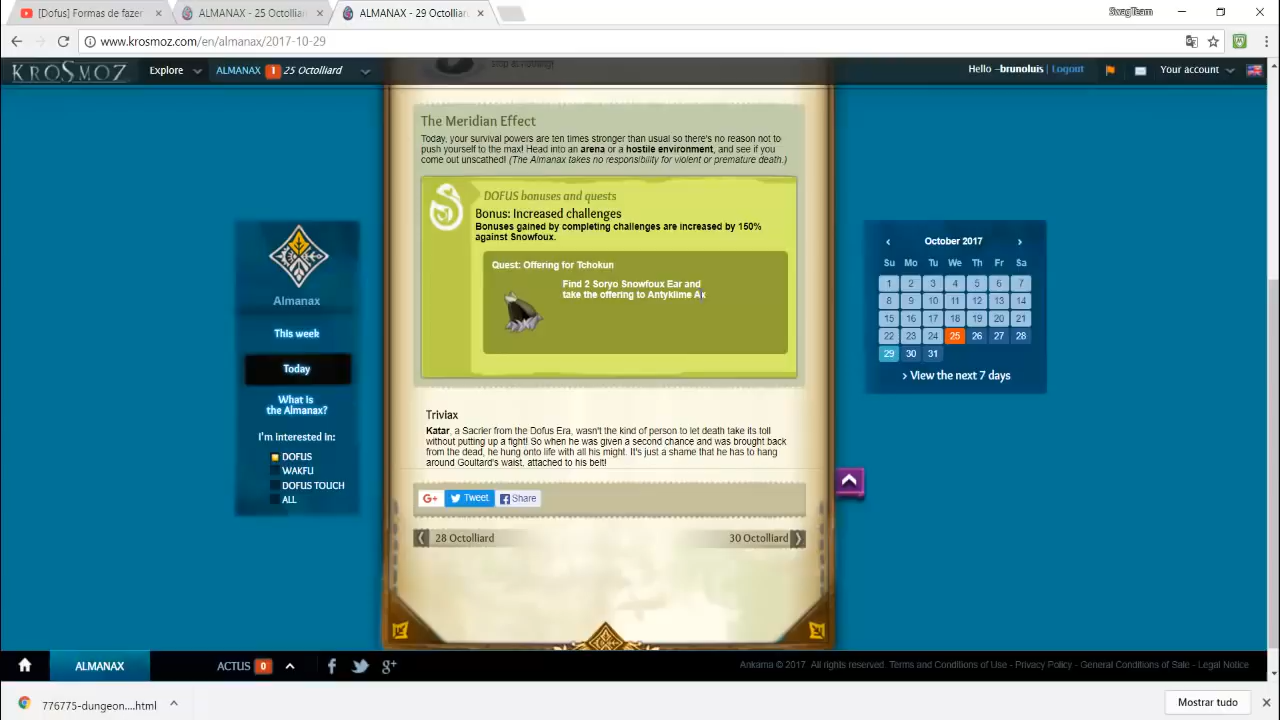 [Dofus] Formas de fazer
ALMANAX - 25 Octolliard
ALMANAX - 29 Octolliard
SwagTeam
www.krosmoz.com/en/almanax/2017-10-29
KROSMOZ
Explore
ALMANAX 1 25 Octolliard
Hello -brunoluis | Logout
Your account
The Meridian Effect
Today, your survival powers are ten times stronger than usual so there's no reason not to
push yourself to the max! Head into an arena or a hostile environment, and see if you
come out unscathed! (The Almanax takes no responsibility for violent or premature death.)
DOFUS bonuses and quests
Bonus: Increased challenges
Bonuses gained by completing challenges are increased by 150%
against Snowfoux.
Quest: Offering for Tchokun
Find 2 Soryo Snowfoux Ear and
take the offering to Antyklime Ax
Almanax
This week
Today
What is
the Almanax?
I'm interested in:
DOFUS
WAKFU
DOFUS TOUCH
ALL
October 2017
Su Mo Tu We Th Fr Sa
1 2 3 4 5 6 7
8 9 10 11 12 13 14
15 16 17 18 19 20 21
22 23 24 25 26 27 28
29 30 31
View the next 7 days
Triviax
Katar, a Sacrier from the Dofus Era, wasn't the kind of person to let death take its toll
without putting up a fight! So when he was given a second chance and was brought back
from the dead, he hung onto life with all his might. It's just a shame that he has to hang
around Goultard's waist, attached to his belt!
G+ Tweet Share
28 Octolliard
30 Octolliard
ALMANAX
ACTUS 0
Ankama © 2017. All rights reserved. Terms and Conditions of Use - Privacy Policy - General Conditions of Sale - Legal Notice
776775-dungeon....html
Mostrar tudo